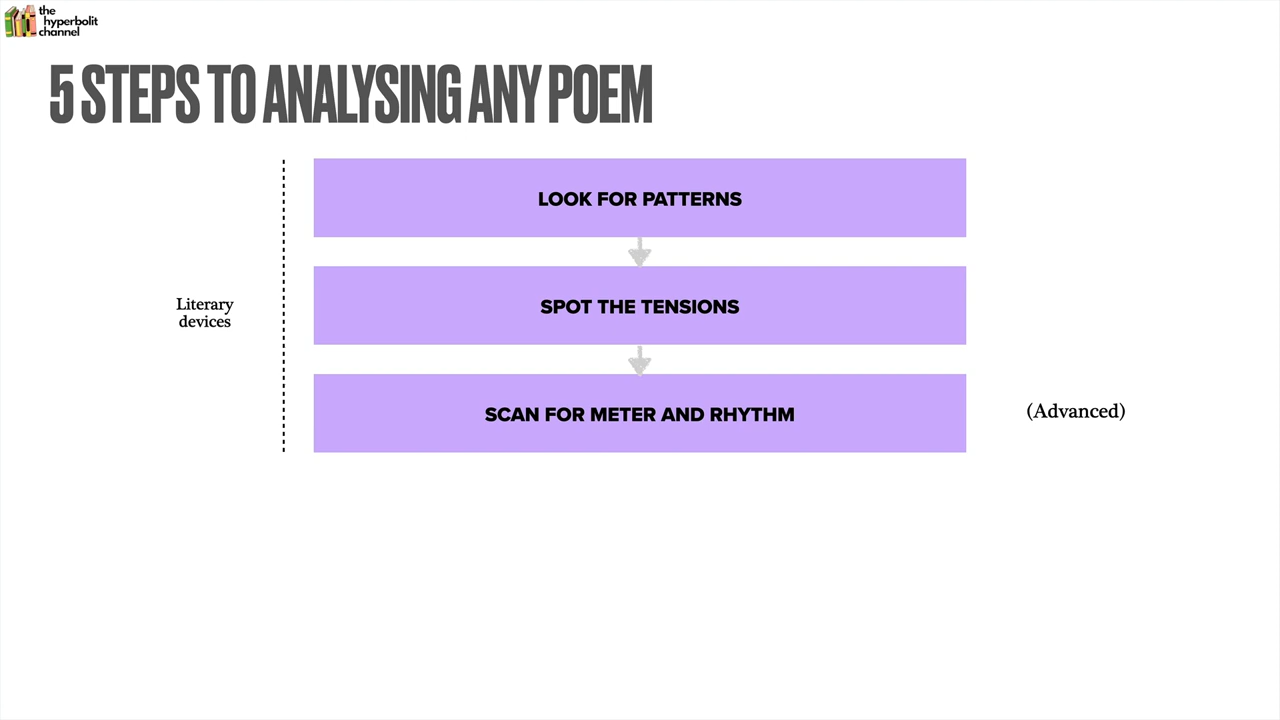 the
hyperbolit
channel
5 STEPS TO ANALYSING ANY POEM
LOOK FOR PATTERNS
Literary
devices
SPOT THE TENSIONS
SCAN FOR METER AND RHYTHM
(Advanced)